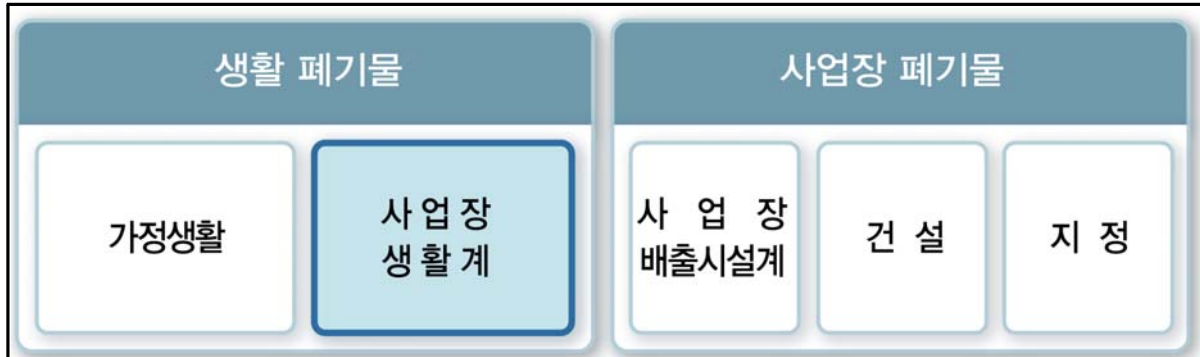 생활 폐기물
가정생활
사 업 장
생 활 계
사업장 폐기물
사 업 장
배출시설계
건 설
지 정